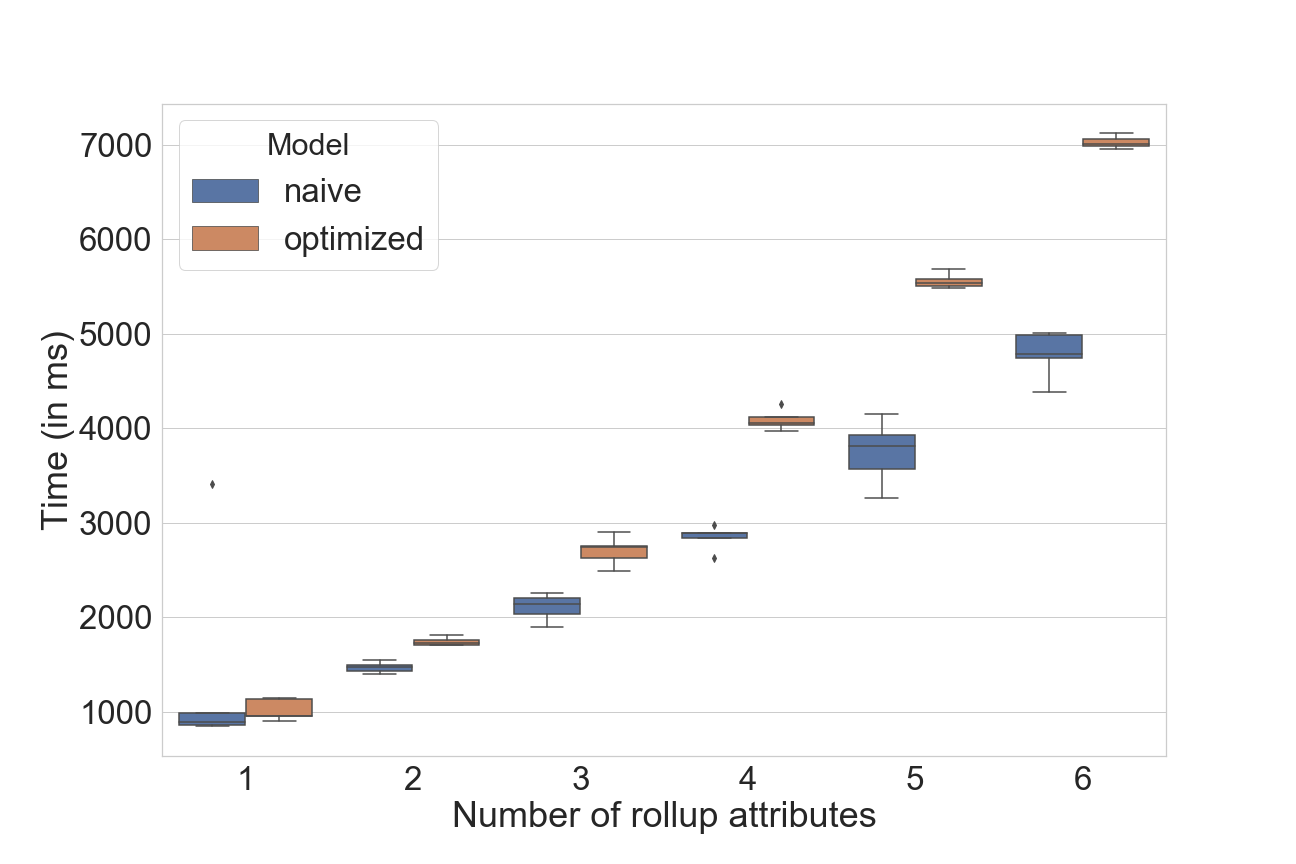 Model
naive
optimized
7000
6000
5000
4000
3000
2000
1000
Time (in ms)
1 2 3 4 5 6
Number of rollup attributes